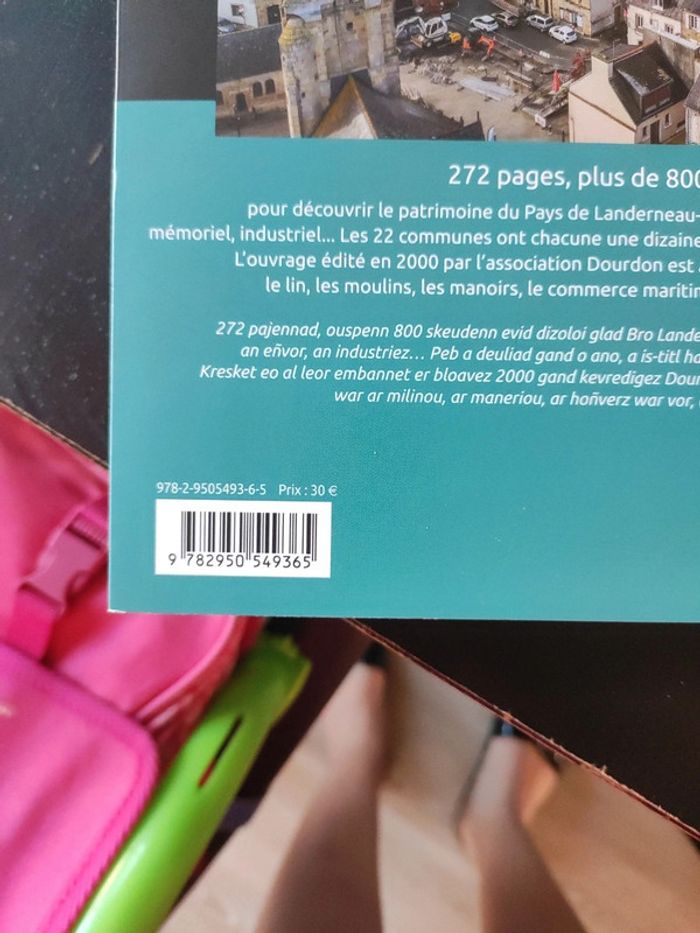 272 pages, plus de 800
pour découvrir le patrimoine du Pays de Landerneau-
mémoriel, industriel... Les 22 communes ont chacune une dizaine
L'ouvrage édité en 2000 par l'association Dourdon est
le lin, les moulins, les manoirs, le commerce maritim
272 pajennad, ouspenn 800 skeudenn evid dizoloi glad Bro Lande
an eñvor, an industriez... Peb a deuliad gand o ano, a is-titl ha
Kresket eo al leor embannet er bloavez 2000 gand kevredigez Dour
war ar milinou, ar maneriou, ar hoñverz war vor,
978-2-9505493-6-5 Prix : 30 €
9 782950 549365